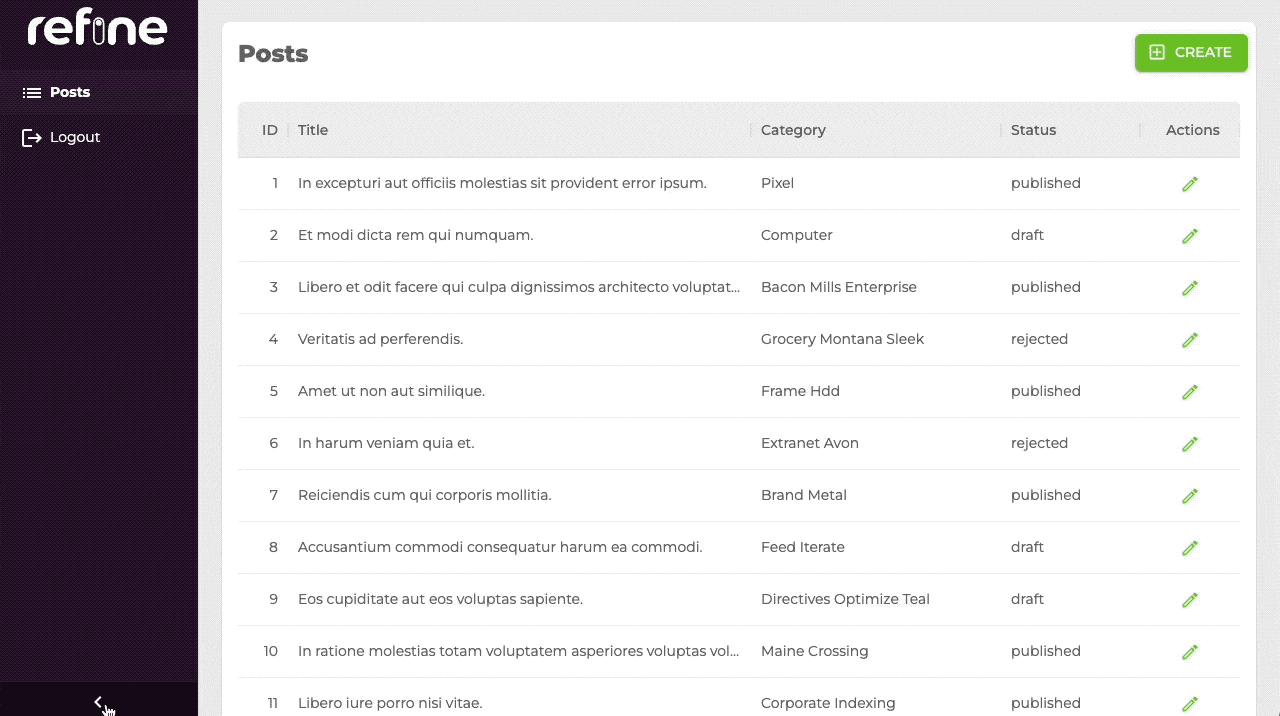 refine
Posts
Logout
Posts
CREATE
ID Title Category Status Actions
1 In excepturi aut officiis molestias sit provident error ipsum. Pixel published
2 Et modi dicta rem qui numquam. Computer draft
3 Libero et odit facere qui culpa dignissimos architecto voluptat... Bacon Mills Enterprise published
4 Veritatis ad perferendis. Grocery Montana Sleek rejected
5 Amet ut non aut similique. Frame Hdd published
6 In harum veniam quia et. Extranet Avon rejected
7 Reiciendis cum qui corporis mollitia. Brand Metal published
8 Accusantium commodi consequatur harum ea commodi. Feed Iterate draft
9 Eos cupiditate aut eos voluptas sapiente. Directives Optimize Teal draft
10 In ratione molestias totam voluptatem asperiores voluptas vol... Maine Crossing published
11 Libero iure porro nisi vitae. Corporate Indexing published